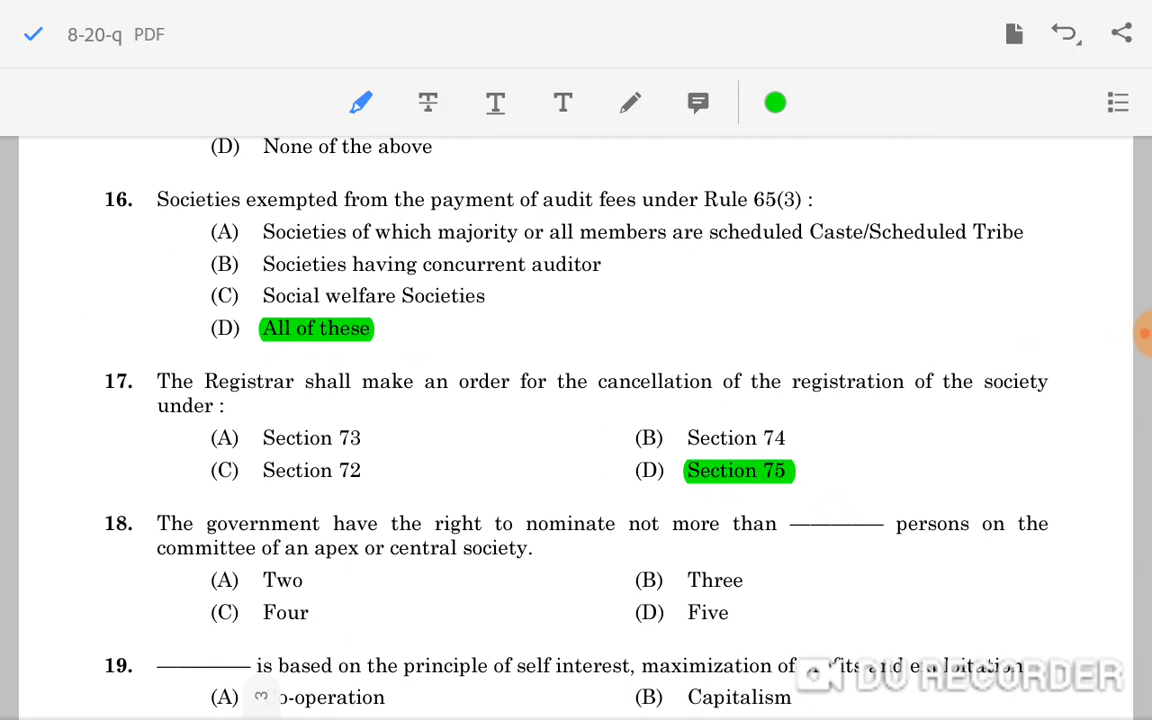 8-20-q PDF
(D) None of the above
16. Societies exempted from the payment of audit fees under Rule 65(3) :
(A) Societies of which majority or all members are scheduled Caste/Scheduled Tribe
(B) Societies having concurrent auditor
(C) Social welfare Societies
(D) All of these
17. The Registrar shall make an order for the cancellation of the registration of the society
under :
(A) Section 73 (B) Section 74
(C) Section 72 (D) Section 75
18. The government have the right to nominate not more than ———— persons on the
committee of an apex or central society.
(A) Two (B) Three
(C) Four (D) Five
19. ———— is based on the principle of self interest, maximization of and
(A) o-operation (B) Capitalism
3
DU RECORDER